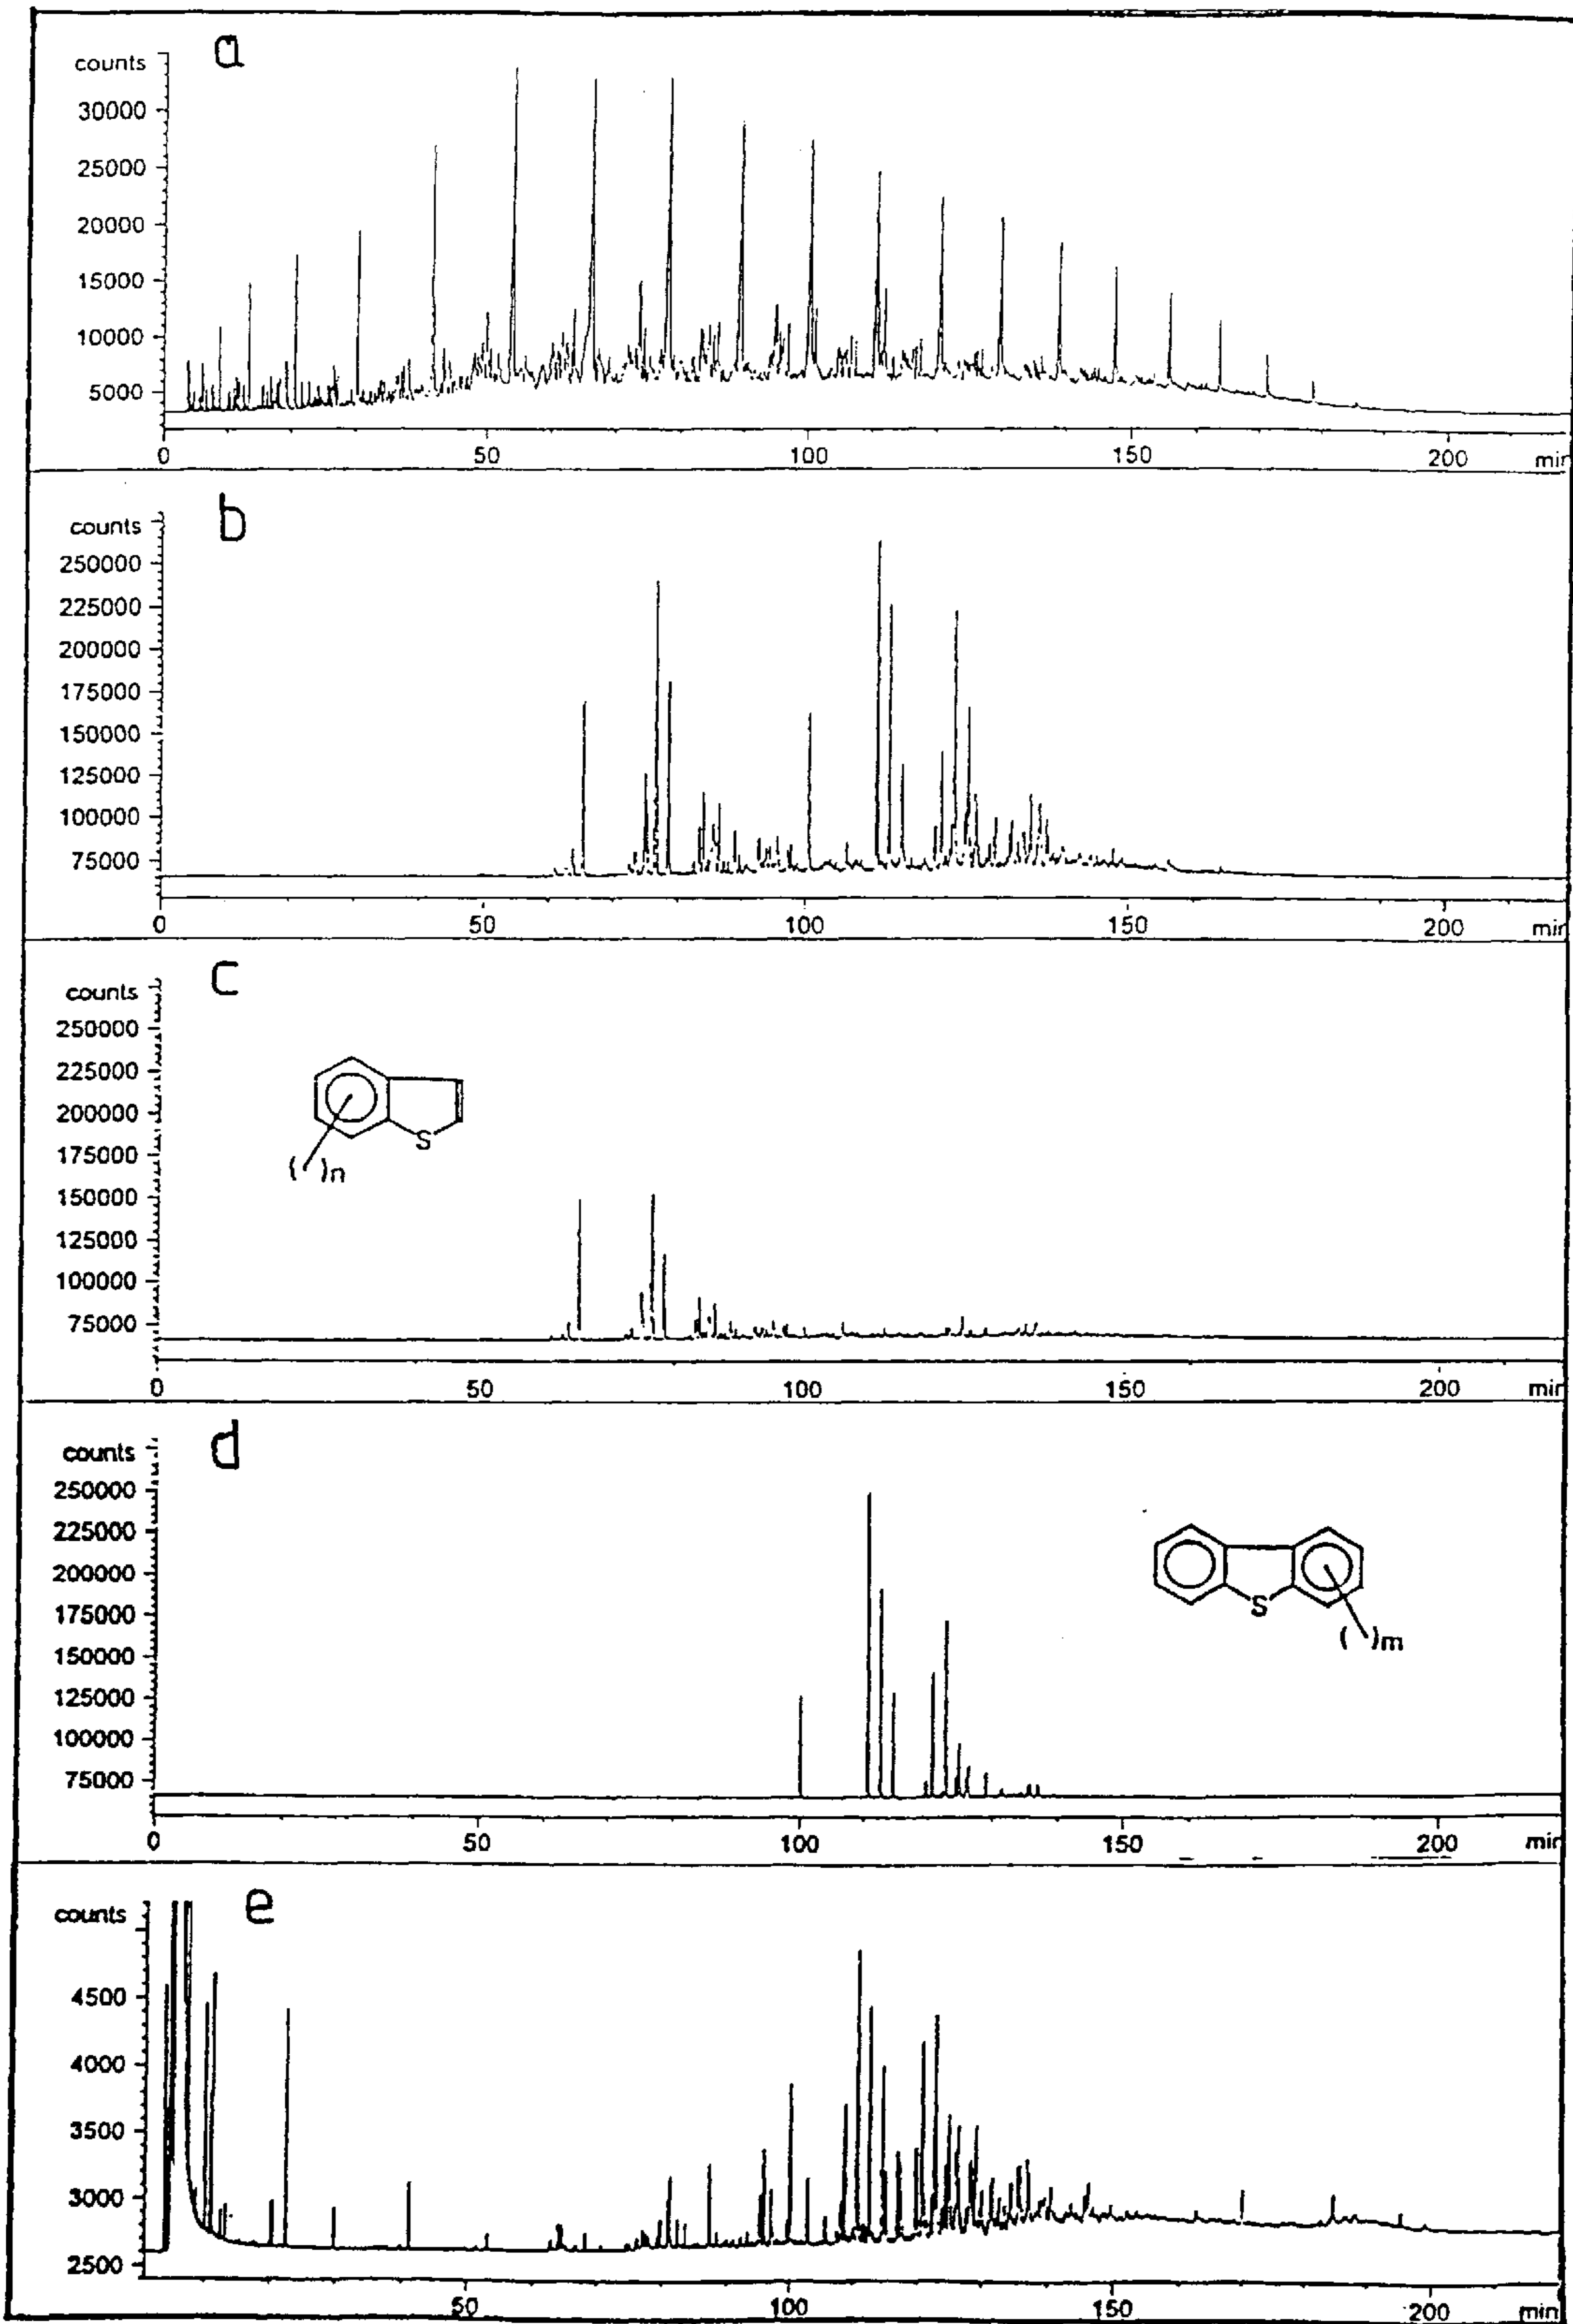 a
counts
30000
25000
20000
15000
10000
5000
0 50 100 150 200 min
b
counts
250000
225000
200000
175000
150000
125000
100000
75000
0 50 100 150 200 min
c
counts
250000
225000
200000
175000
150000
125000
100000
75000
S
( )n
0 50 100 150 200 min
d
counts
250000
225000
200000
175000
150000
125000
100000
75000
S
( )m
0 50 100 150 200 min
e
counts
4500
4000
3500
3000
2500
50 100 150 200 min